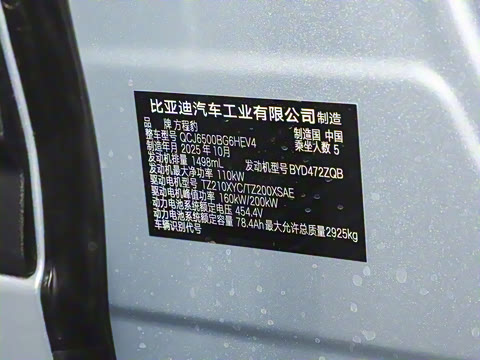 比亚迪汽车工业有限公司制造
品 牌 方程豹 制造国 中国
整车型号 QCJ6500BG6HEV4 乘坐人数 5
制造年月 2025年10月
发动机排量 1498mL 发动机型号 BYD472ZQB
发动机最大净功率 110kW
驱动电机型号 TZ210XYC/TZ200XSAE
驱动电机峰值功率 160kW/200kW
动力电池系统额定电压 454.4V
动力电池系统额定容量 78.4Ah 最大允许总质量2925kg
车辆识别代号